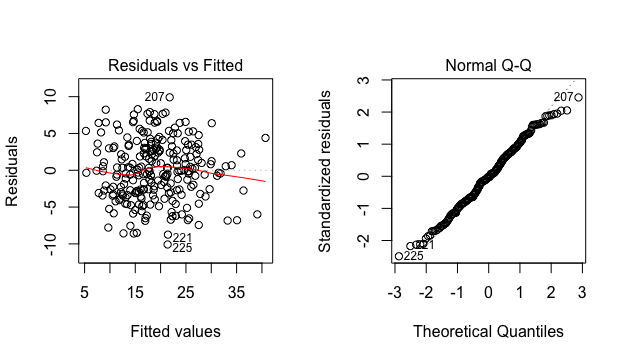 Residuals vs Fitted
Residuals
10
5
0
-5
-10
207
221
225
5 15 25 35
Fitted values
Normal Q-Q
Standardized residuals
3
2
1
0
-1
-2
207
221
225
-3 -2 -1 0 1 2 3
Theoretical Quantiles